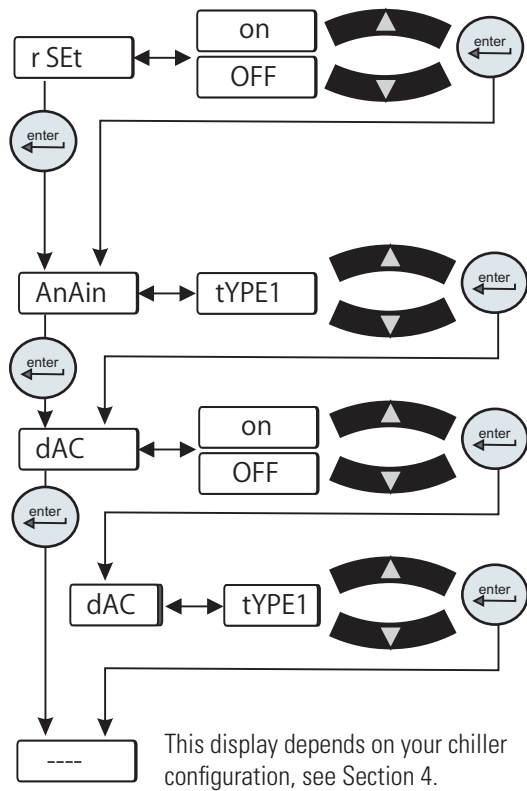 on
enter
r SEt
OFF
enter
AnAin
tYPE1
enter
enter
dAC
on
OFF
enter
enter
dAC
tYPE1
enter
----
This display depends on your chiller
configuration, see Section 4.